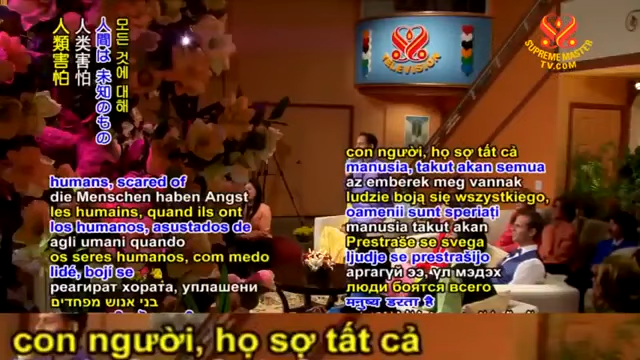 모든 것에 대해
人間は 未知のもの
人类害怕
人類害怕
TELEVISION
SUPREME MASTER
TV.COM
humans, scared of
die Menschen haben Angst
les humains, quand ils ont
los humanos, asustados de
agli umani quando
os seres humanos, com medo
lidé, bojí se
реагират хората, уплашени
בני אנוש מפחדים
con người, họ sợ tất cả
manusia, takut akan semua
az emberek meg vannak
ludzie boją się wszystkiego,
oamenii sunt speriați
manusia takut akan
Prestraše se svega
ljudje se prestrašijo
аргагүй ээ, үл мэдэх
люди боятся всего
मनुष्य डरता है
con người, họ sợ tất cả